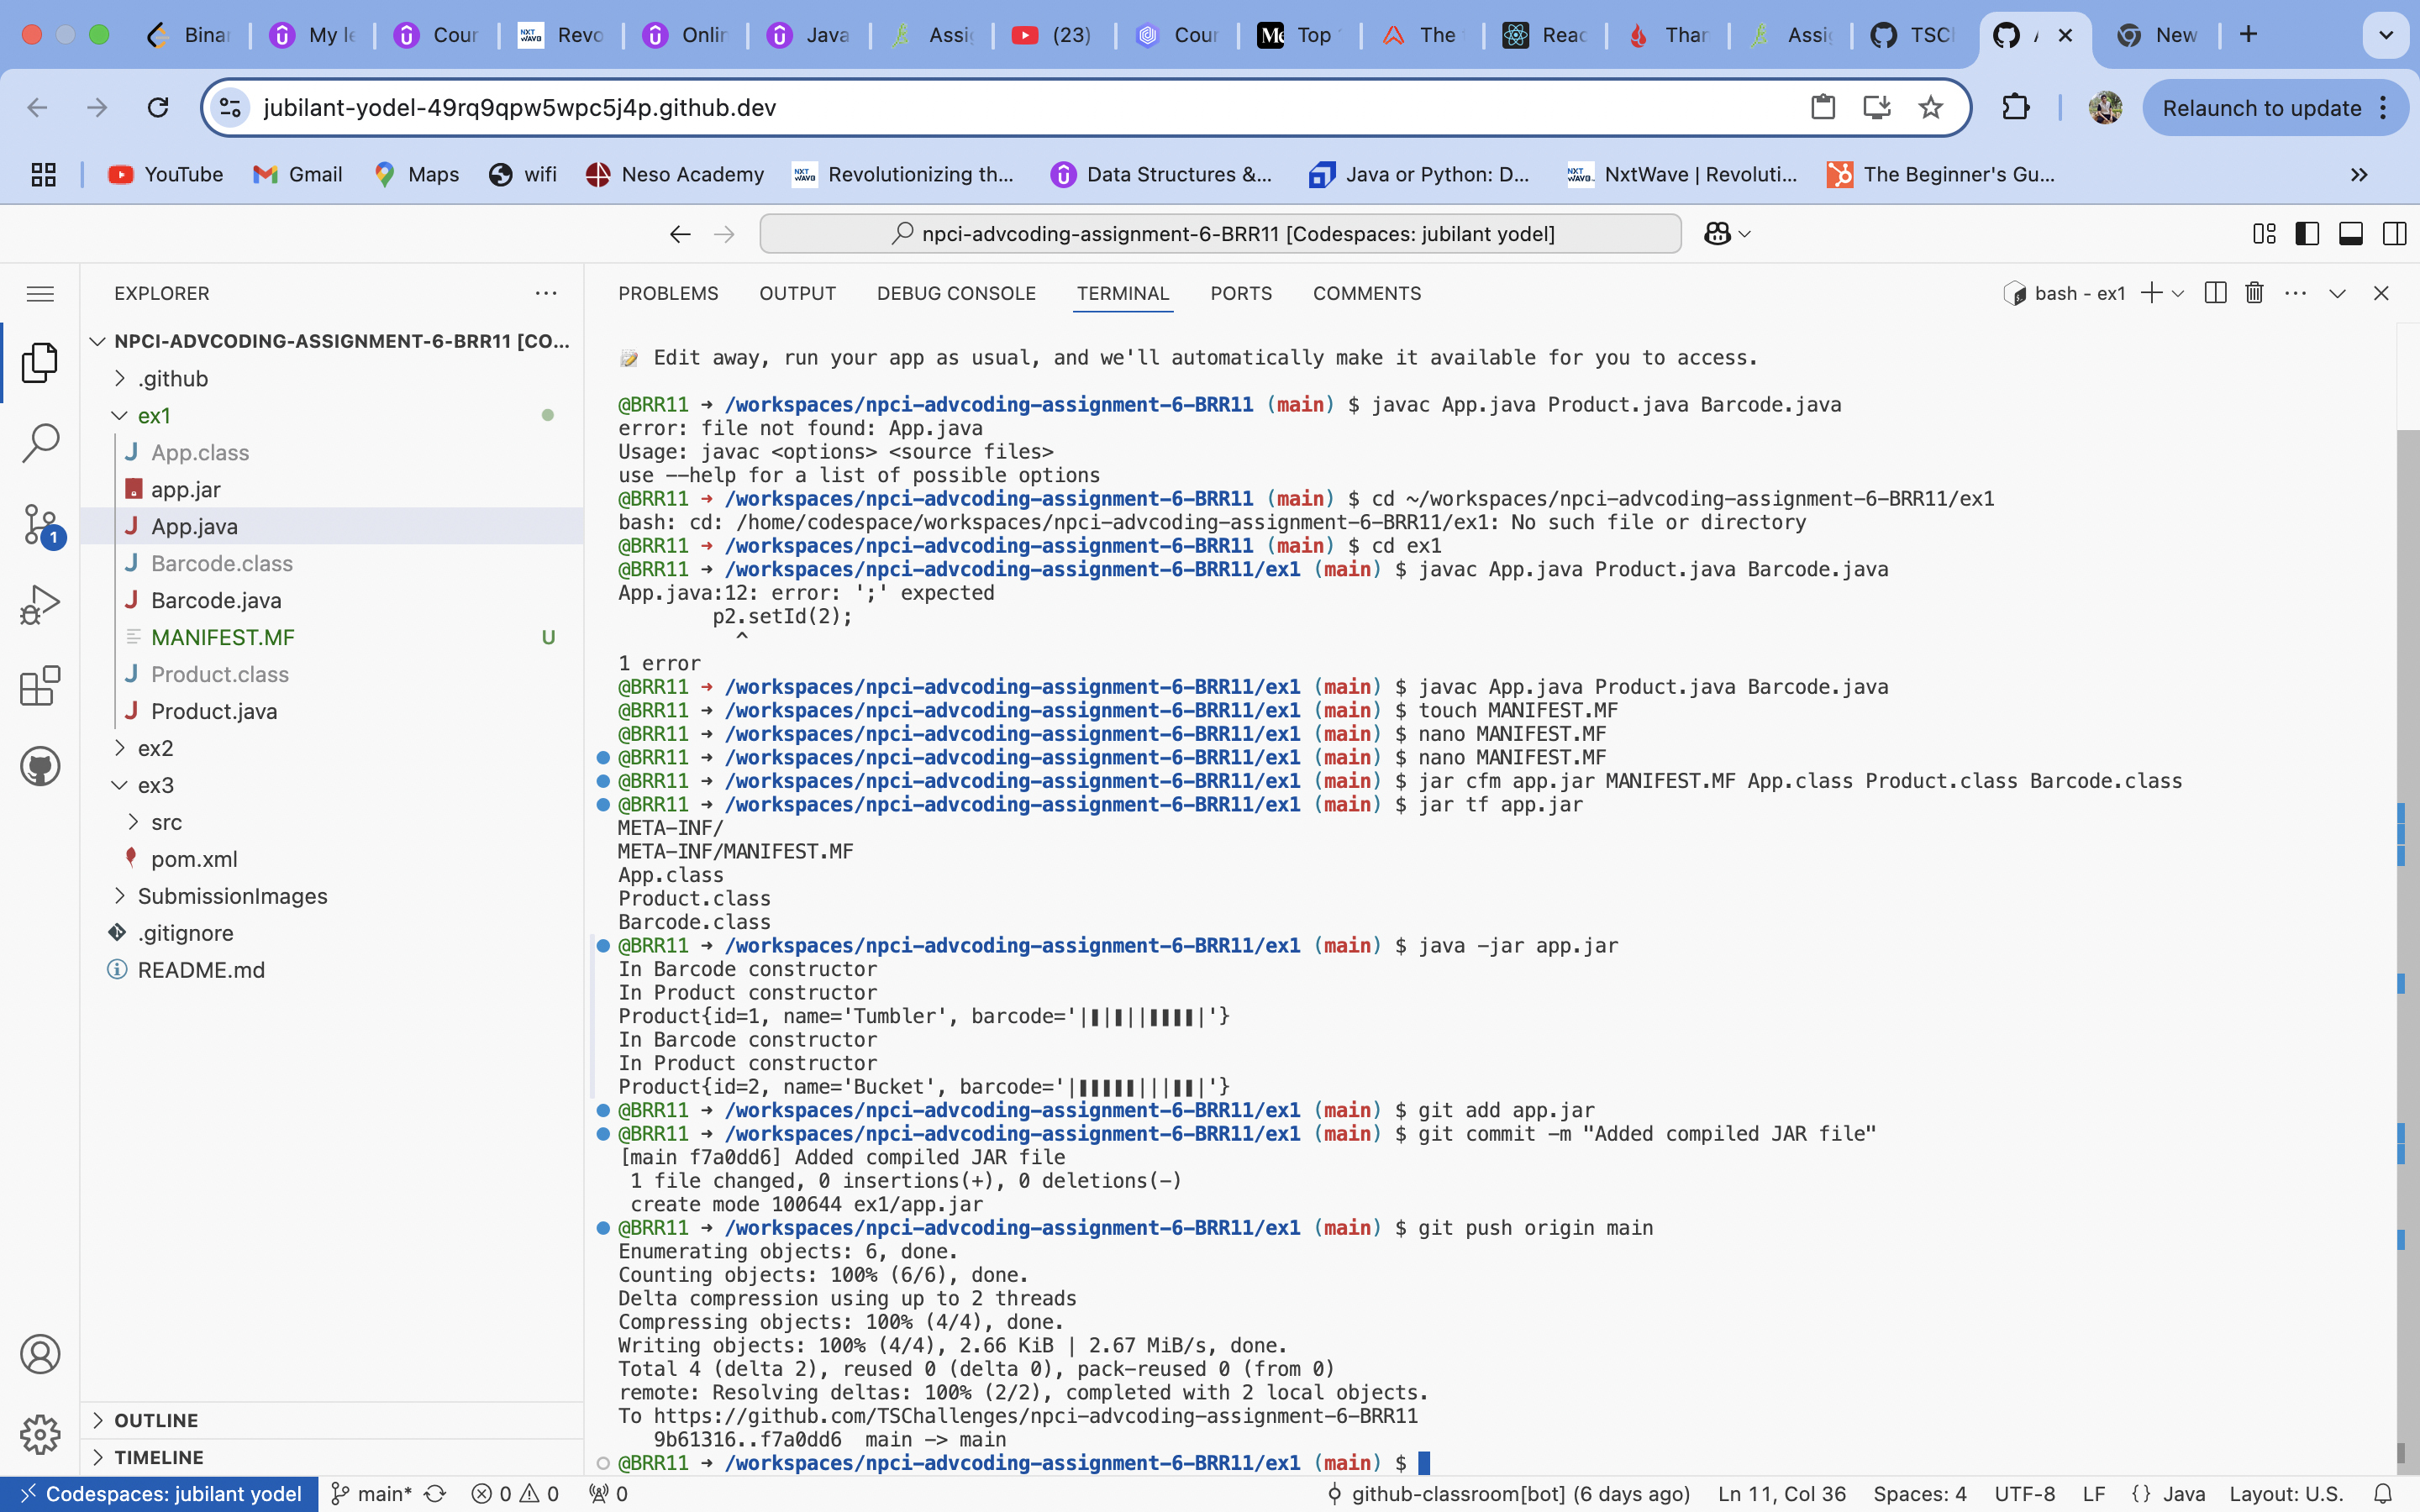 Binar
My le
Cour
Revo
Onlin
Java
Assig
(23)
Cour
Top
The
Reac
Than
Assig
TSCl
New
jubilant-yodel-49rq9qpw5wpc5j4p.github.dev
Relaunch to update
YouTube
Gmail
Maps
wifi
Neso Academy
Revolutionizing th...
Data Structures &...
Java or Python: D...
NxtWave | Revoluti...
The Beginner's Gu...
npci-advcoding-assignment-6-BRR11 [Codespaces: jubilant yodel]
EXPLORER
NPCI-ADVCODING-ASSIGNMENT-6-BRR11 [CO...
.github
ex1
App.class
app.jar
App.java
Barcode.class
Barcode.java
MANIFEST.MF U
Product.class
Product.java
ex2
ex3
src
pom.xml
SubmissionImages
.gitignore
README.md
OUTLINE
TIMELINE
1
PROBLEMS OUTPUT DEBUG CONSOLE TERMINAL PORTS COMMENTS
bash - ex1
Edit away, run your app as usual, and we'll automatically make it available for you to access.
@BRR11 → /workspaces/npci-advcoding-assignment-6-BRR11 (main) $ javac App.java Product.java Barcode.java
error: file not found: App.java
Usage: javac <options> <source files>
use --help for a list of possible options
@BRR11 → /workspaces/npci-advcoding-assignment-6-BRR11 (main) $ cd ~/workspaces/npci-advcoding-assignment-6-BRR11/ex1
bash: cd: /home/codespace/workspaces/npci-advcoding-assignment-6-BRR11/ex1: No such file or directory
@BRR11 → /workspaces/npci-advcoding-assignment-6-BRR11 (main) $ cd ex1
@BRR11 → /workspaces/npci-advcoding-assignment-6-BRR11/ex1 (main) $ javac App.java Product.java Barcode.java
App.java:12: error: ';' expected
p2.setId(2);
^
1 error
@BRR11 → /workspaces/npci-advcoding-assignment-6-BRR11/ex1 (main) $ javac App.java Product.java Barcode.java
@BRR11 → /workspaces/npci-advcoding-assignment-6-BRR11/ex1 (main) $ touch MANIFEST.MF
@BRR11 → /workspaces/npci-advcoding-assignment-6-BRR11/ex1 (main) $ nano MANIFEST.MF
@BRR11 → /workspaces/npci-advcoding-assignment-6-BRR11/ex1 (main) $ nano MANIFEST.MF
@BRR11 → /workspaces/npci-advcoding-assignment-6-BRR11/ex1 (main) $ jar cfm app.jar MANIFEST.MF App.class Product.class Barcode.class
@BRR11 → /workspaces/npci-advcoding-assignment-6-BRR11/ex1 (main) $ jar tf app.jar
META-INF/
META-INF/MANIFEST.MF
App.class
Product.class
Barcode.class
@BRR11 → /workspaces/npci-advcoding-assignment-6-BRR11/ex1 (main) $ java -jar app.jar
In Barcode constructor
In Product constructor
Product{id=1, name='Tumbler', barcode='|▮|▮||▮▮▮▮|'}
In Barcode constructor
In Product constructor
Product{id=2, name='Bucket', barcode='|▮▮▮▮▮|||▮▮|'}
@BRR11 → /workspaces/npci-advcoding-assignment-6-BRR11/ex1 (main) $ git add app.jar
@BRR11 → /workspaces/npci-advcoding-assignment-6-BRR11/ex1 (main) $ git commit -m "Added compiled JAR file"
[main f7a0dd6] Added compiled JAR file
1 file changed, 0 insertions(+), 0 deletions(-)
create mode 100644 ex1/app.jar
@BRR11 → /workspaces/npci-advcoding-assignment-6-BRR11/ex1 (main) $ git push origin main
Enumerating objects: 6, done.
Counting objects: 100% (6/6), done.
Delta compression using up to 2 threads
Compressing objects: 100% (4/4), done.
Writing objects: 100% (4/4), 2.66 KiB | 2.67 MiB/s, done.
Total 4 (delta 2), reused 0 (delta 0), pack-reused 0 (from 0)
remote: Resolving deltas: 100% (2/2), completed with 2 local objects.
To https://github.com/TSChallenges/npci-advcoding-assignment-6-BRR11
9b61316..f7a0dd6 main -> main
@BRR11 → /workspaces/npci-advcoding-assignment-6-BRR11/ex1 (main) $
Codespaces: jubilant yodel main* 0 0 0 github-classroom[bot] (6 days ago) Ln 11, Col 36 Spaces: 4 UTF-8 LF {} Java Layout: U.S.